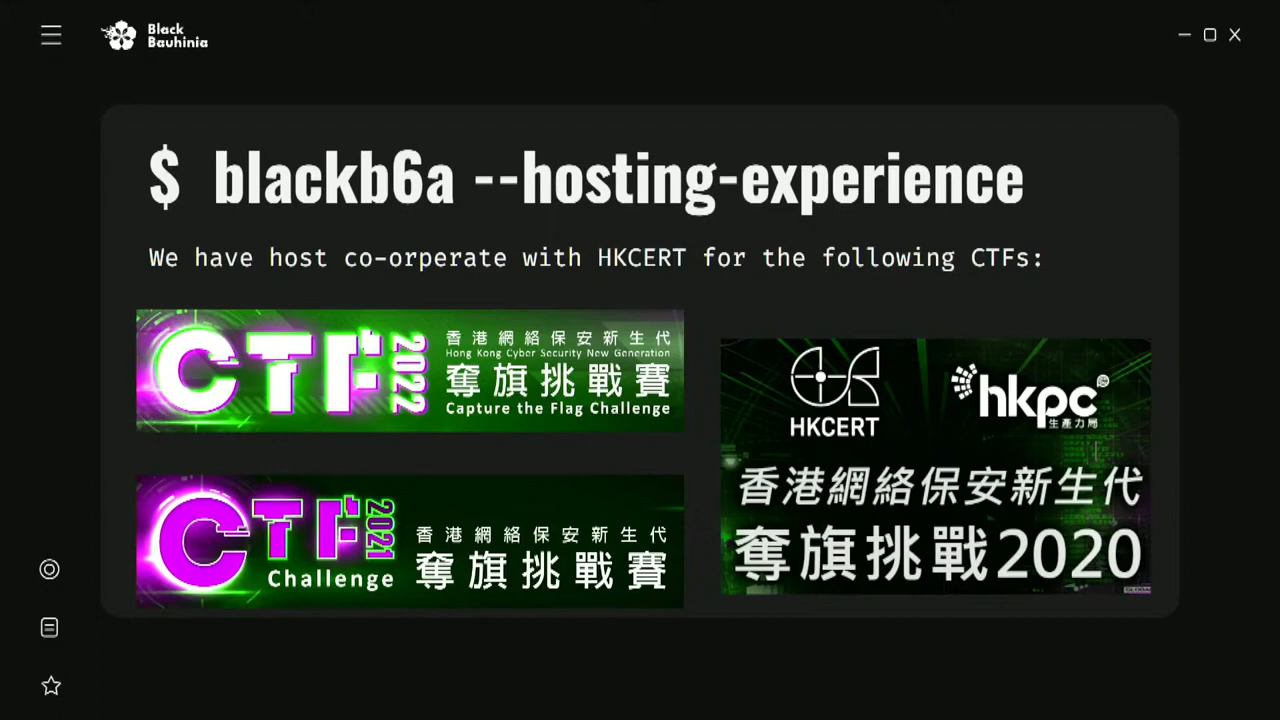 Black
Bauhinia
$ blackb6a --hosting-experience
We have host co-orperate with HKCERT for the following CTFs:
CTF 2022
香港網絡保安新生代
Hong Kong Cyber Security New Generation
奪旗挑戰賽
Capture the Flag Challenge
CTF 2021
Challenge
香港網絡保安新生代
奪旗挑戰賽
HKCERT
hkpc
生產力局
香港網絡保安新生代
奪旗挑戰2020